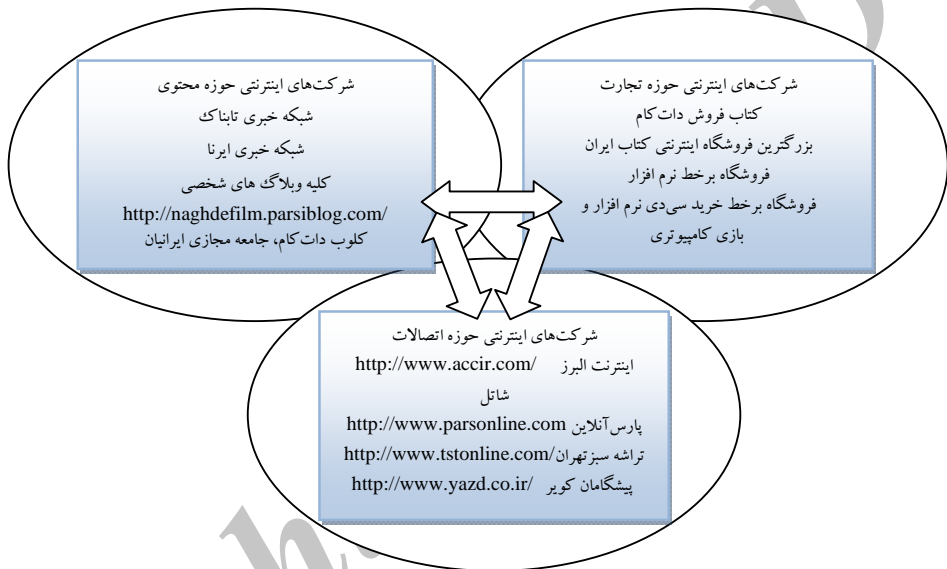 شرکت‌های اینترنتی حوزه تجارت
کتاب فروش دات‌کام
بزرگترین فروشگاه اینترنتی کتاب ایران
فروشگاه برخط نرم افزار
فروشگاه برخط خرید سی‌دی نرم افزار و
بازی کامپیوتری
شرکت‌های اینترنتی حوزه محتوی
شبکه خبری تابناک
شبکه خبری ایرنا
کلیه وبلاگ های شخصی
http://naghdefilm.parsiblog.com/
کلوب دات‌کام، جامعه مجازی ایرانیان
شرکت‌های اینترنتی حوزه اتصالات
اینترنت البرز http://www.accir.com/
شاتل
پارس‌آنلاین http://www.parsonline.com
تراشه سبزتهران/http://www.tstonline.com
پیشگامان کویر http://www.yazd.co.ir/